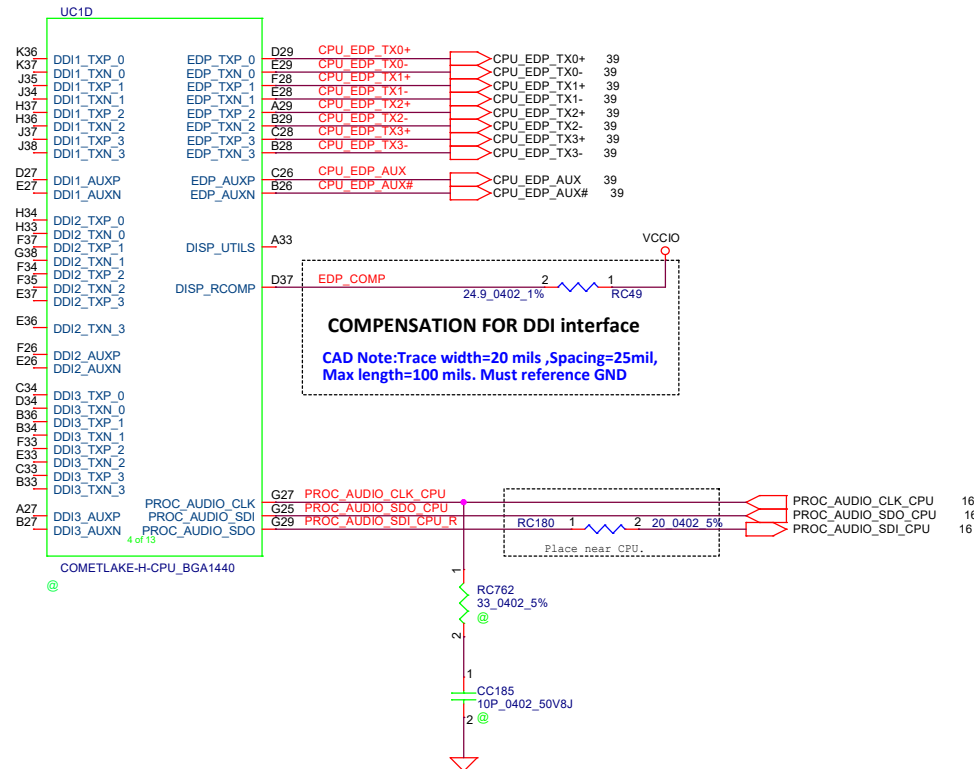 UC1D
K36 DDI1_TXP_0 EDP_TXP_0 D29 CPU_EDP_TX0+ CPU_EDP_TX0+ 39
K37 DDI1_TXN_0 EDP_TXN_0 E29 CPU_EDP_TX0- CPU_EDP_TX0- 39
J35 DDI1_TXP_1 EDP_TXP_1 F28 CPU_EDP_TX1+ CPU_EDP_TX1+ 39
J34 DDI1_TXN_1 EDP_TXN_1 E28 CPU_EDP_TX1- CPU_EDP_TX1- 39
H37 DDI1_TXP_2 EDP_TXP_2 A29 CPU_EDP_TX2+ CPU_EDP_TX2+ 39
H36 DDI1_TXN_2 EDP_TXN_2 B29 CPU_EDP_TX2- CPU_EDP_TX2- 39
J37 DDI1_TXP_3 EDP_TXP_3 C28 CPU_EDP_TX3+ CPU_EDP_TX3+ 39
J38 DDI1_TXN_3 EDP_TXN_3 B28 CPU_EDP_TX3- CPU_EDP_TX3- 39
D27 DDI1_AUXP EDP_AUXP C26 CPU_EDP_AUX CPU_EDP_AUX 39
E27 DDI1_AUXN EDP_AUXN B26 CPU_EDP_AUX# CPU_EDP_AUX# 39
H34 DDI2_TXP_0
H33 DDI2_TXN_0
F37 DDI2_TXP_1 DISP_UTILS A33 VCCIO
G38 DDI2_TXN_1
F34 DDI2_TXP_2
F35 DDI2_TXN_2 DISP_RCOMP D37 EDP_COMP 2 1
E37 DDI2_TXP_3 24.9_0402_1% RC49
E36 DDI2_TXN_3 COMPENSATION FOR DDI interface
F26 DDI2_AUXP CAD Note:Trace width=20 mils ,Spacing=25mil,
E26 DDI2_AUXN Max length=100 mils. Must reference GND
C34 DDI3_TXP_0
D34 DDI3_TXN_0
B36 DDI3_TXP_1
B34 DDI3_TXN_1
F33 DDI3_TXP_2
E33 DDI3_TXN_2
C33 DDI3_TXP_3
B33 DDI3_TXN_3
PROC_AUDIO_CLK G27 PROC_AUDIO_CLK_CPU PROC_AUDIO_CLK_CPU 16
A27 DDI3_AUXP PROC_AUDIO_SDI G25 PROC_AUDIO_SDO_CPU PROC_AUDIO_SDO_CPU 16
B27 DDI3_AUXN PROC_AUDIO_SDO G29 PROC_AUDIO_SDI_CPU_R RC180 1 2 20_0402_5% PROC_AUDIO_SDI_CPU 16
4 of 13 Place near CPU.
COMETLAKE-H-CPU_BGA1440
@
1
RC762
33_0402_5%
@
2
1
CC185
10P_0402_50V8J
@
2